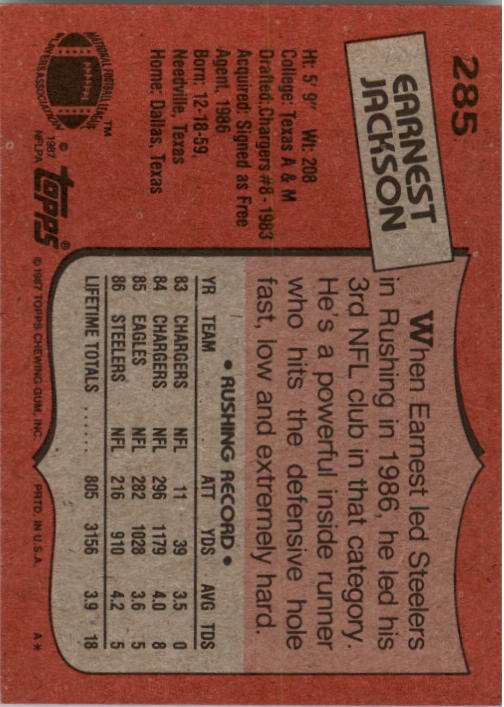 285
EARNEST
JACKSON
Ht: 5' 9" Wt: 208
College: Texas A & M
Drafted: Chargers #8 - 1983
Acquired: Signed as Free
Agent, 1986
Born: 12-18-59,
Needville, Texas
Home: Dallas, Texas
NATIONAL FOOTBALL LEAGUE
PLAYERS ASSOCIATION
TM
© 1987
NFLPA
topps®
© 1987 TOPPS CHEWING GUM, INC.
PRTD. IN U.S.A.
A*
When Earnest led Steelers
in Rushing in 1986, he led his
3rd NFL club in that category.
He's a powerful inside runner
who hits the defensive hole
fast, low and extremely hard.
• RUSHING RECORD •
YR TEAM ATT YDS AVG TDS
83 CHARGERS NFL 11 39 3.5 0
84 CHARGERS NFL 296 1179 4.0 8
85 EAGLES NFL 282 1028 3.6 5
86 STEELERS NFL 216 910 4.2 5
LIFETIME TOTALS ...... 805 3156 3.9 18